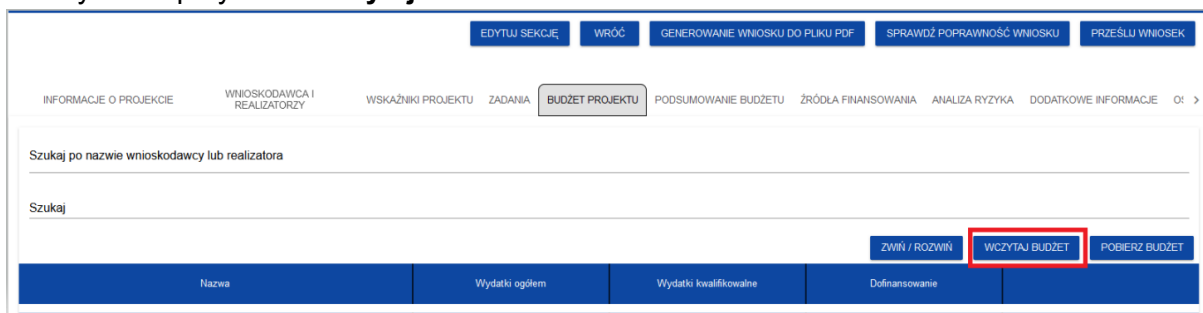 EDYTUJ SEKCJĘ WRÓĆ GENEROWANIE WNIOSKU DO PLIKU PDF SPRAWDŹ POPRAWNOŚĆ WNIOSKU PRZEŚLIJ WNIOSEK
INFORMACJE O PROJEKCIE WNIOSKODAWCA I REALIZATORZY WSKAŹNIKI PROJEKTU ZADANIA BUDŻET PROJEKTU PODSUMOWANIE BUDŻETU ŹRÓDŁA FINANSOWANIA ANALIZA RYZYKA DODATKOWE INFORMACJE
Szukaj po nazwie wnioskodawcy lub realizatora
Szukaj
ZWIŃ / ROZWIŃ WCZYTAJ BUDŻET POBIERZ BUDŻET
Nazwa Wydatki ogółem Wydatki kwalifikowalne Dofinansowanie